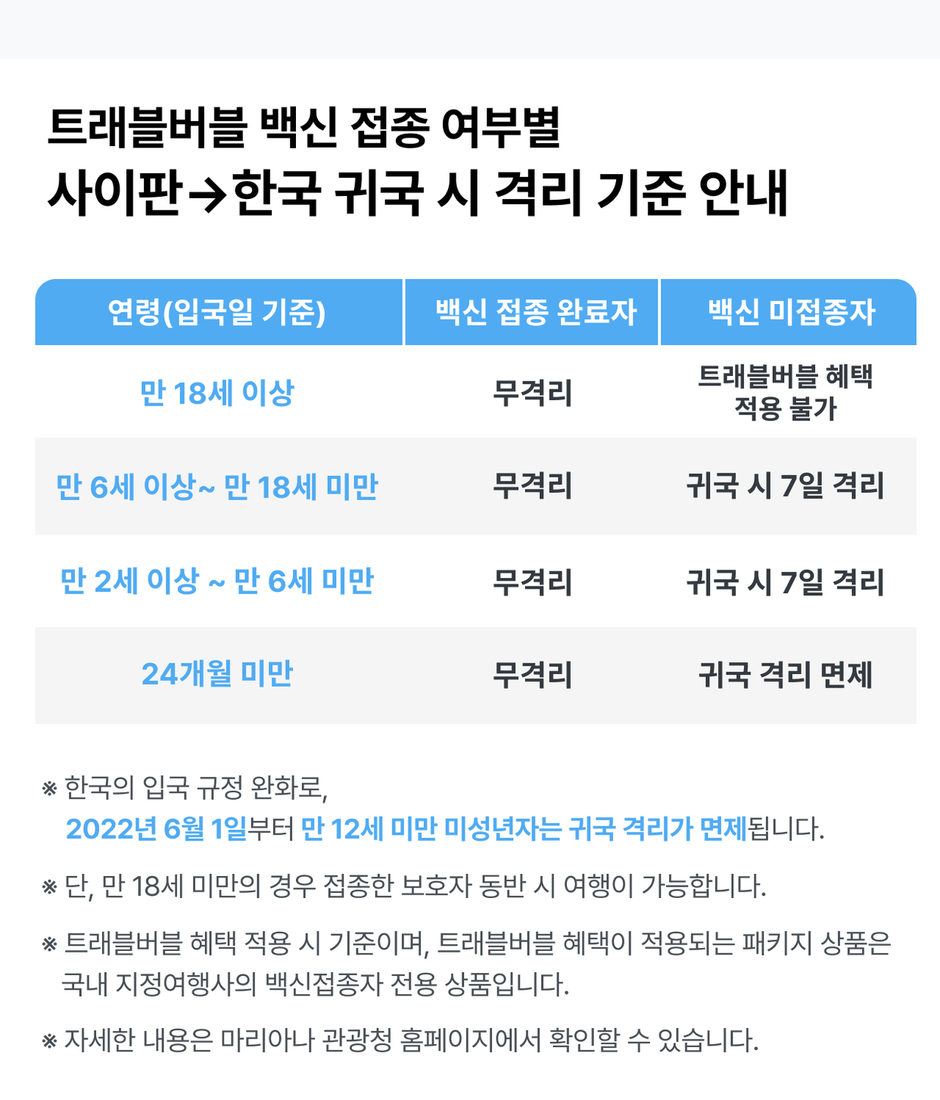 트래블버블 백신 접종 여부별
사이판→한국 귀국 시 격리 기준 안내
연령(입국일 기준) 백신 접종 완료자 백신 미접종자
만 18세 이상 무격리 트래블버블 혜택
적용 불가
만 6세 이상~ 만 18세 미만 무격리 귀국 시 7일 격리
만 2세 이상 ~ 만 6세 미만 무격리 귀국 시 7일 격리
24개월 미만 무격리 귀국 격리 면제
※ 한국의 입국 규정 완화로,
2022년 6월 1일부터 만 12세 미만 미성년자는 귀국 격리가 면제됩니다.
※ 단, 만 18세 미만의 경우 접종한 보호자 동반 시 여행이 가능합니다.
※ 트래블버블 혜택 적용 시 기준이며, 트래블버블 혜택이 적용되는 패키지 상품은
국내 지정여행사의 백신접종자 전용 상품입니다.
※ 자세한 내용은 마리아나 관광청 홈페이지에서 확인할 수 있습니다.